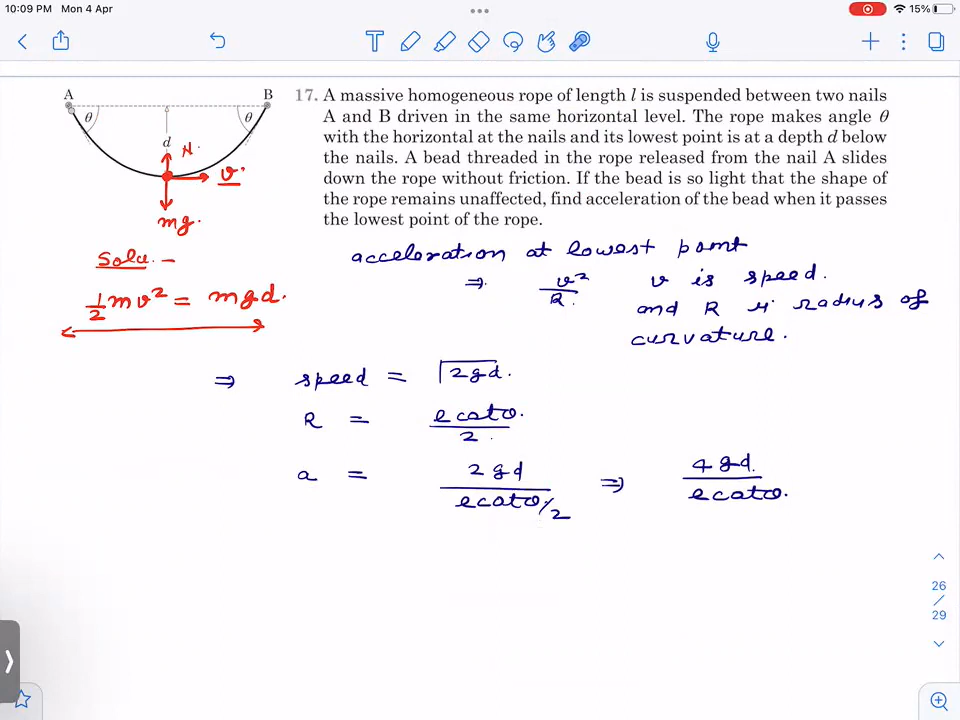 10:09 PM Mon 4 Apr
15%
A B
θ θ
d
N.
v.
mg.
17. A massive homogeneous rope of length l is suspended between two nails
A and B driven in the same horizontal level. The rope makes angle θ
with the horizontal at the nails and its lowest point is at a depth d below
the nails. A bead threaded in the rope released from the nail A slides
down the rope without friction. If the bead is so light that the shape of
the rope remains unaffected, find acceleration of the bead when it passes
the lowest point of the rope.
Solu. –
1/2 mv² = mgd.
acceleration at lowest point
⇒ v²/R. v is speed.
and R is radius of
curvature.
⇒ speed = √2gd.
R = lcotθ./2.
a = 2gd/lcotθ/2 ⇒ 4gd./lcotθ.
26
/
29